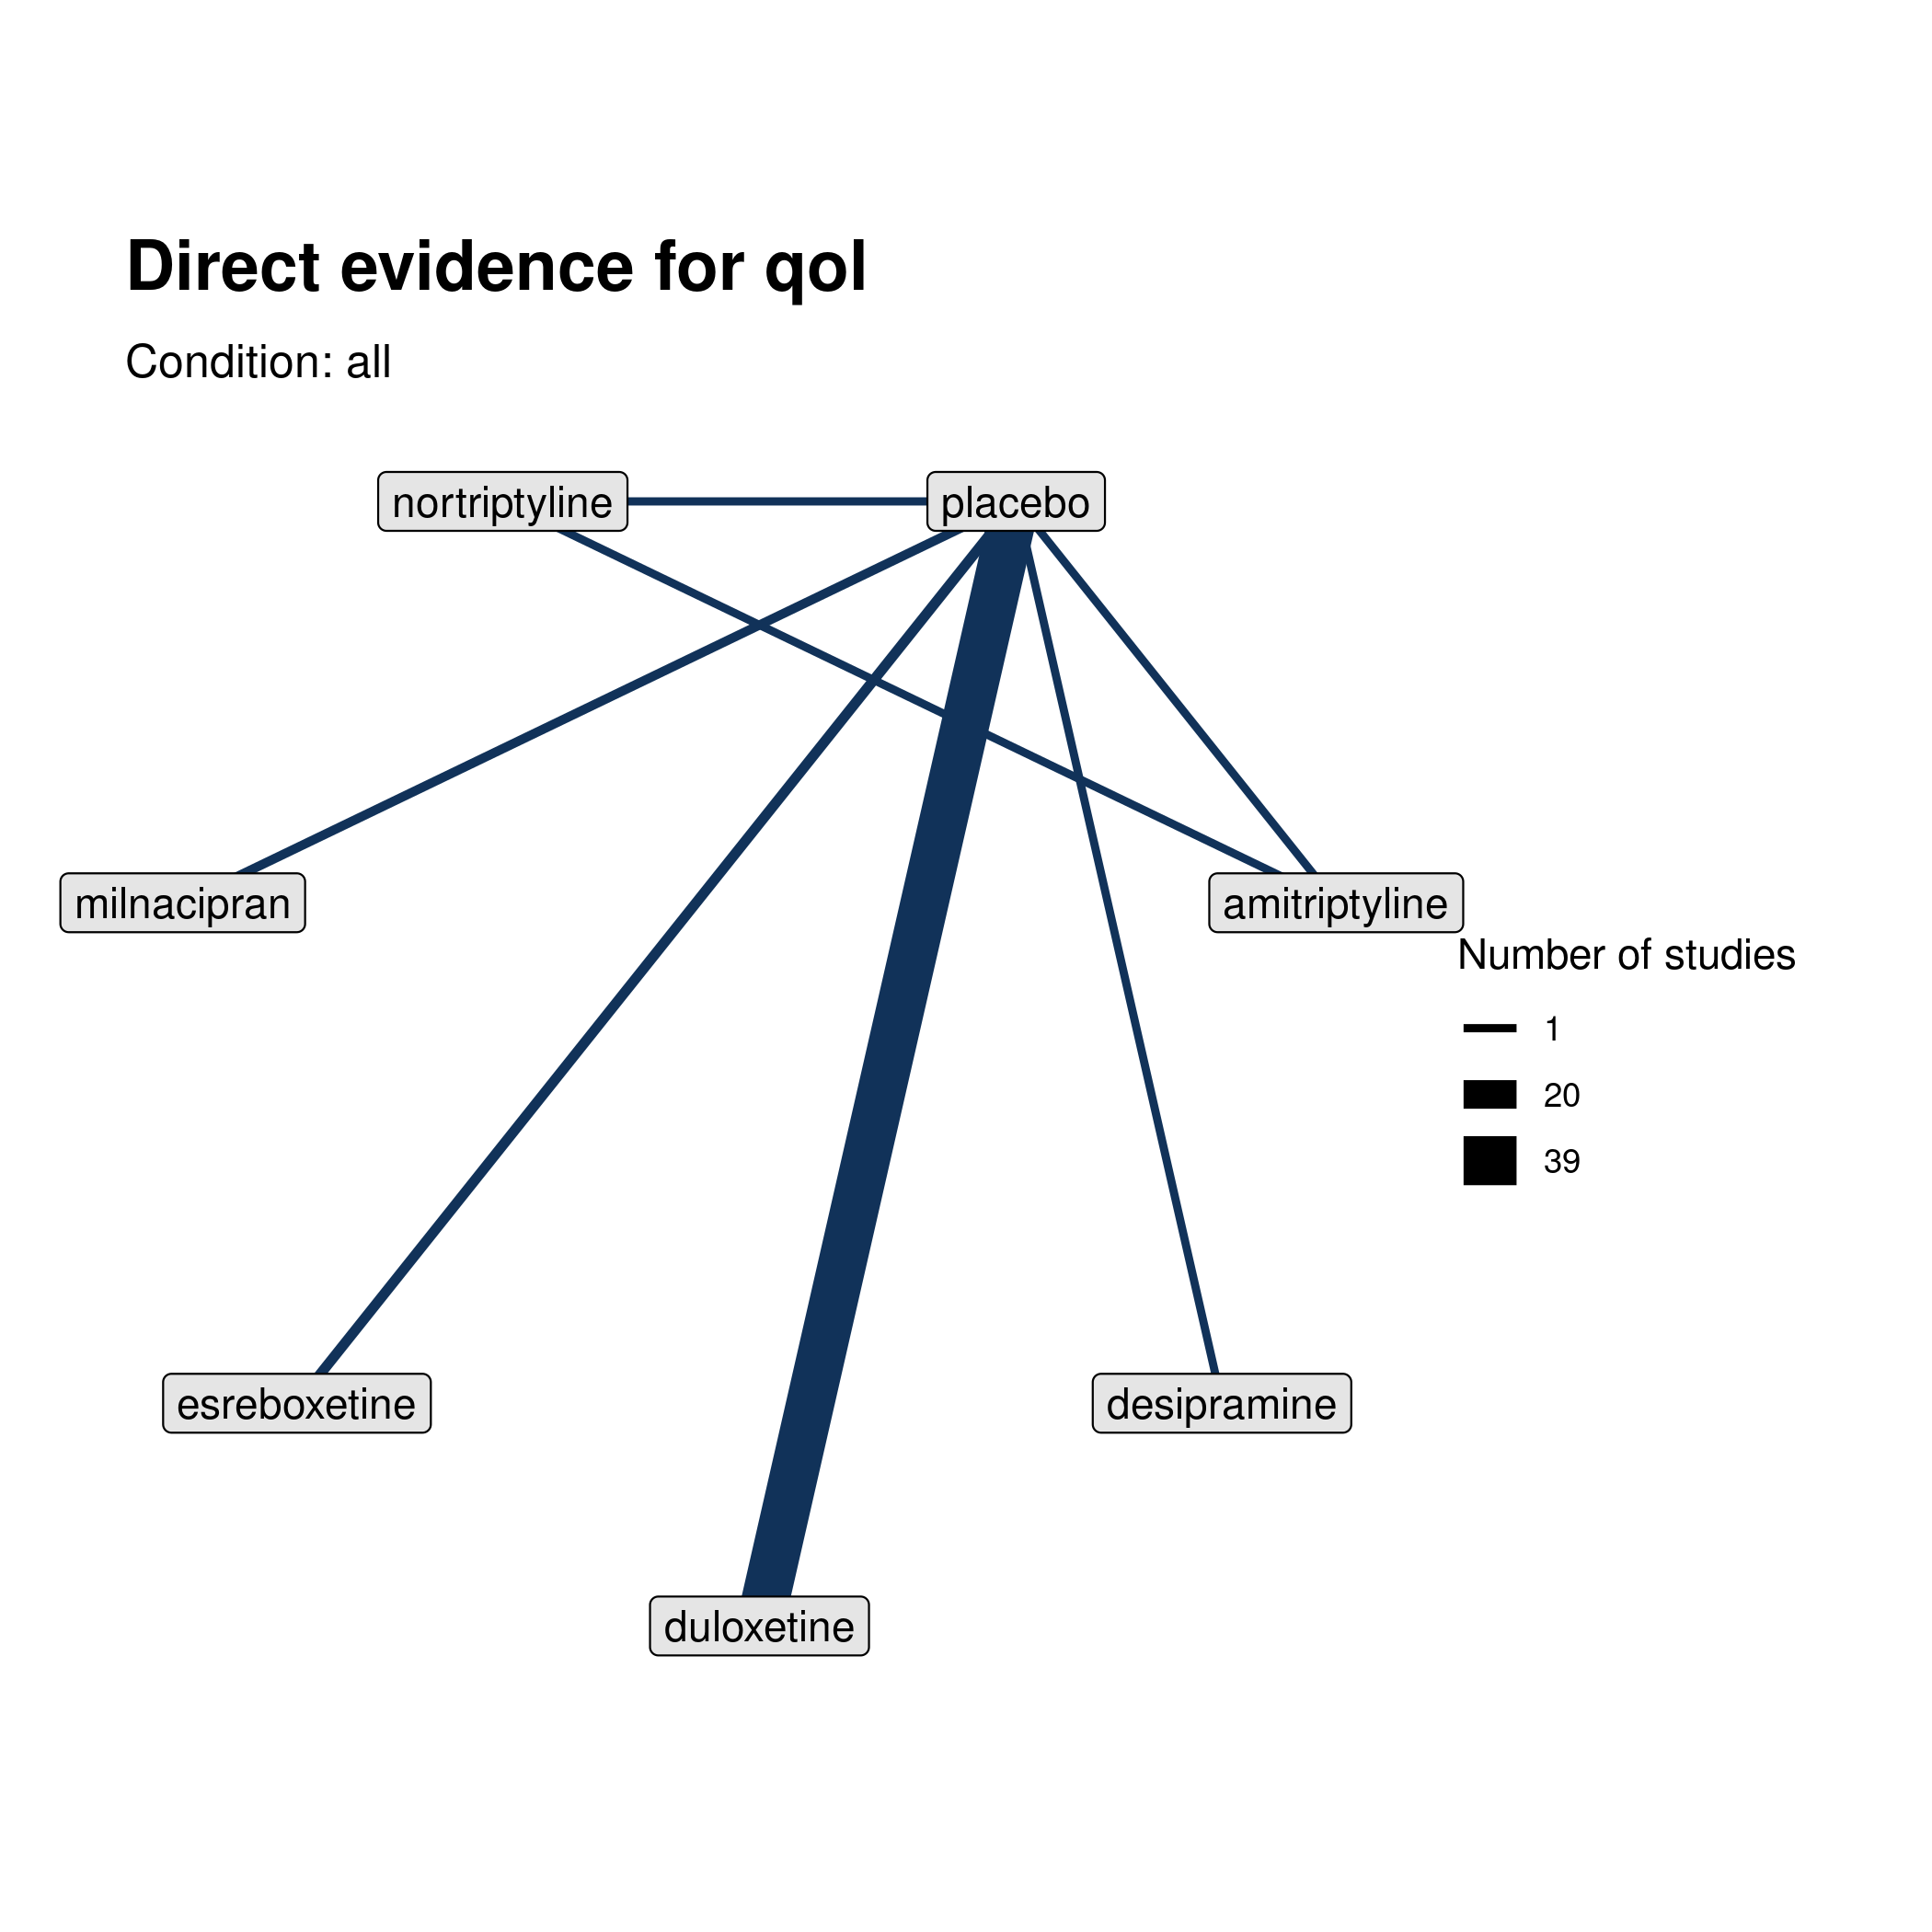 Direct evidence for qol
Condition: all
nortriptyline
placebo
milnacipran
amitriptyline
Number of studies
1
20
39
esreboxetine
desipramine
duloxetine